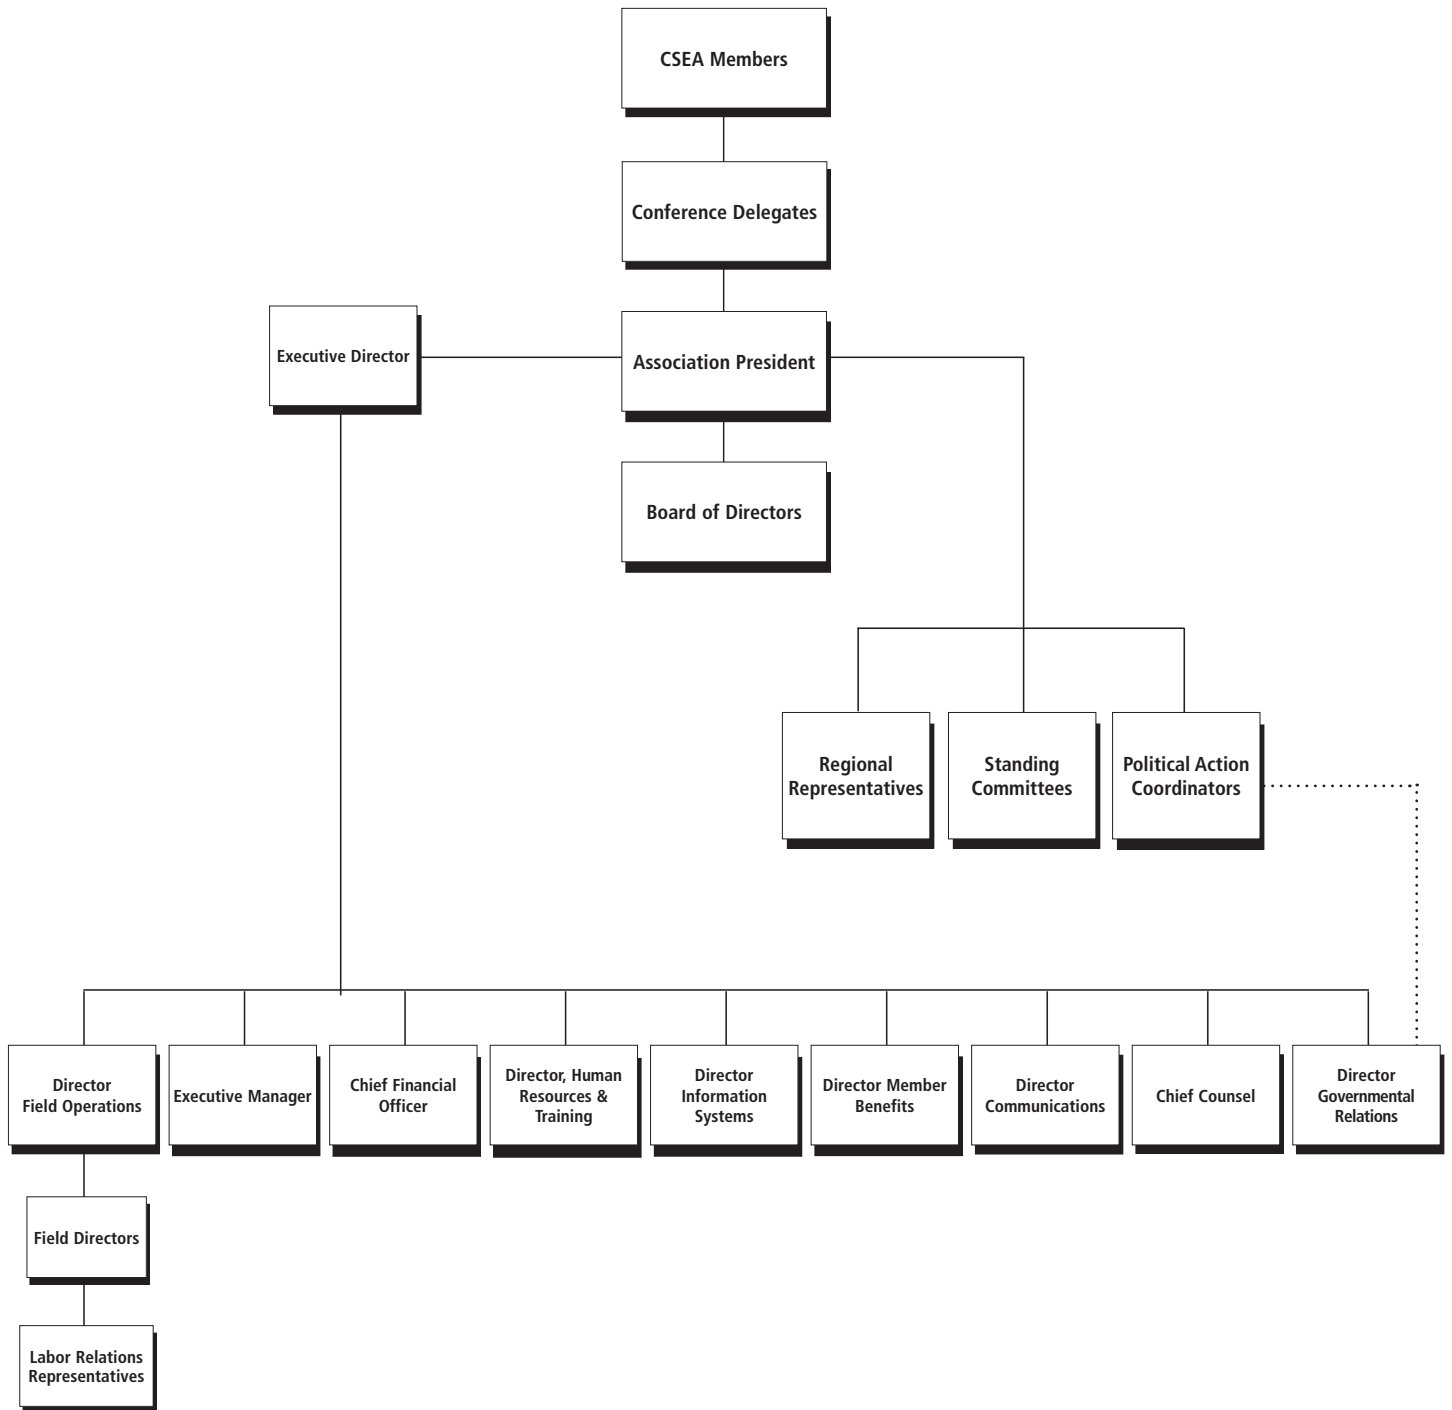 CSEA Members
Conference Delegates
Executive Director
Association President
Board of Directors
Regional
Representatives
Standing
Committees
Political Action
Coordinators
Director
Field Operations
Executive Manager
Chief Financial
Officer
Director, Human
Resources &
Training
Director
Information
Systems
Director Member
Benefits
Director
Communications
Chief Counsel
Director
Governmental
Relations
Field Directors
Labor Relations
Representatives